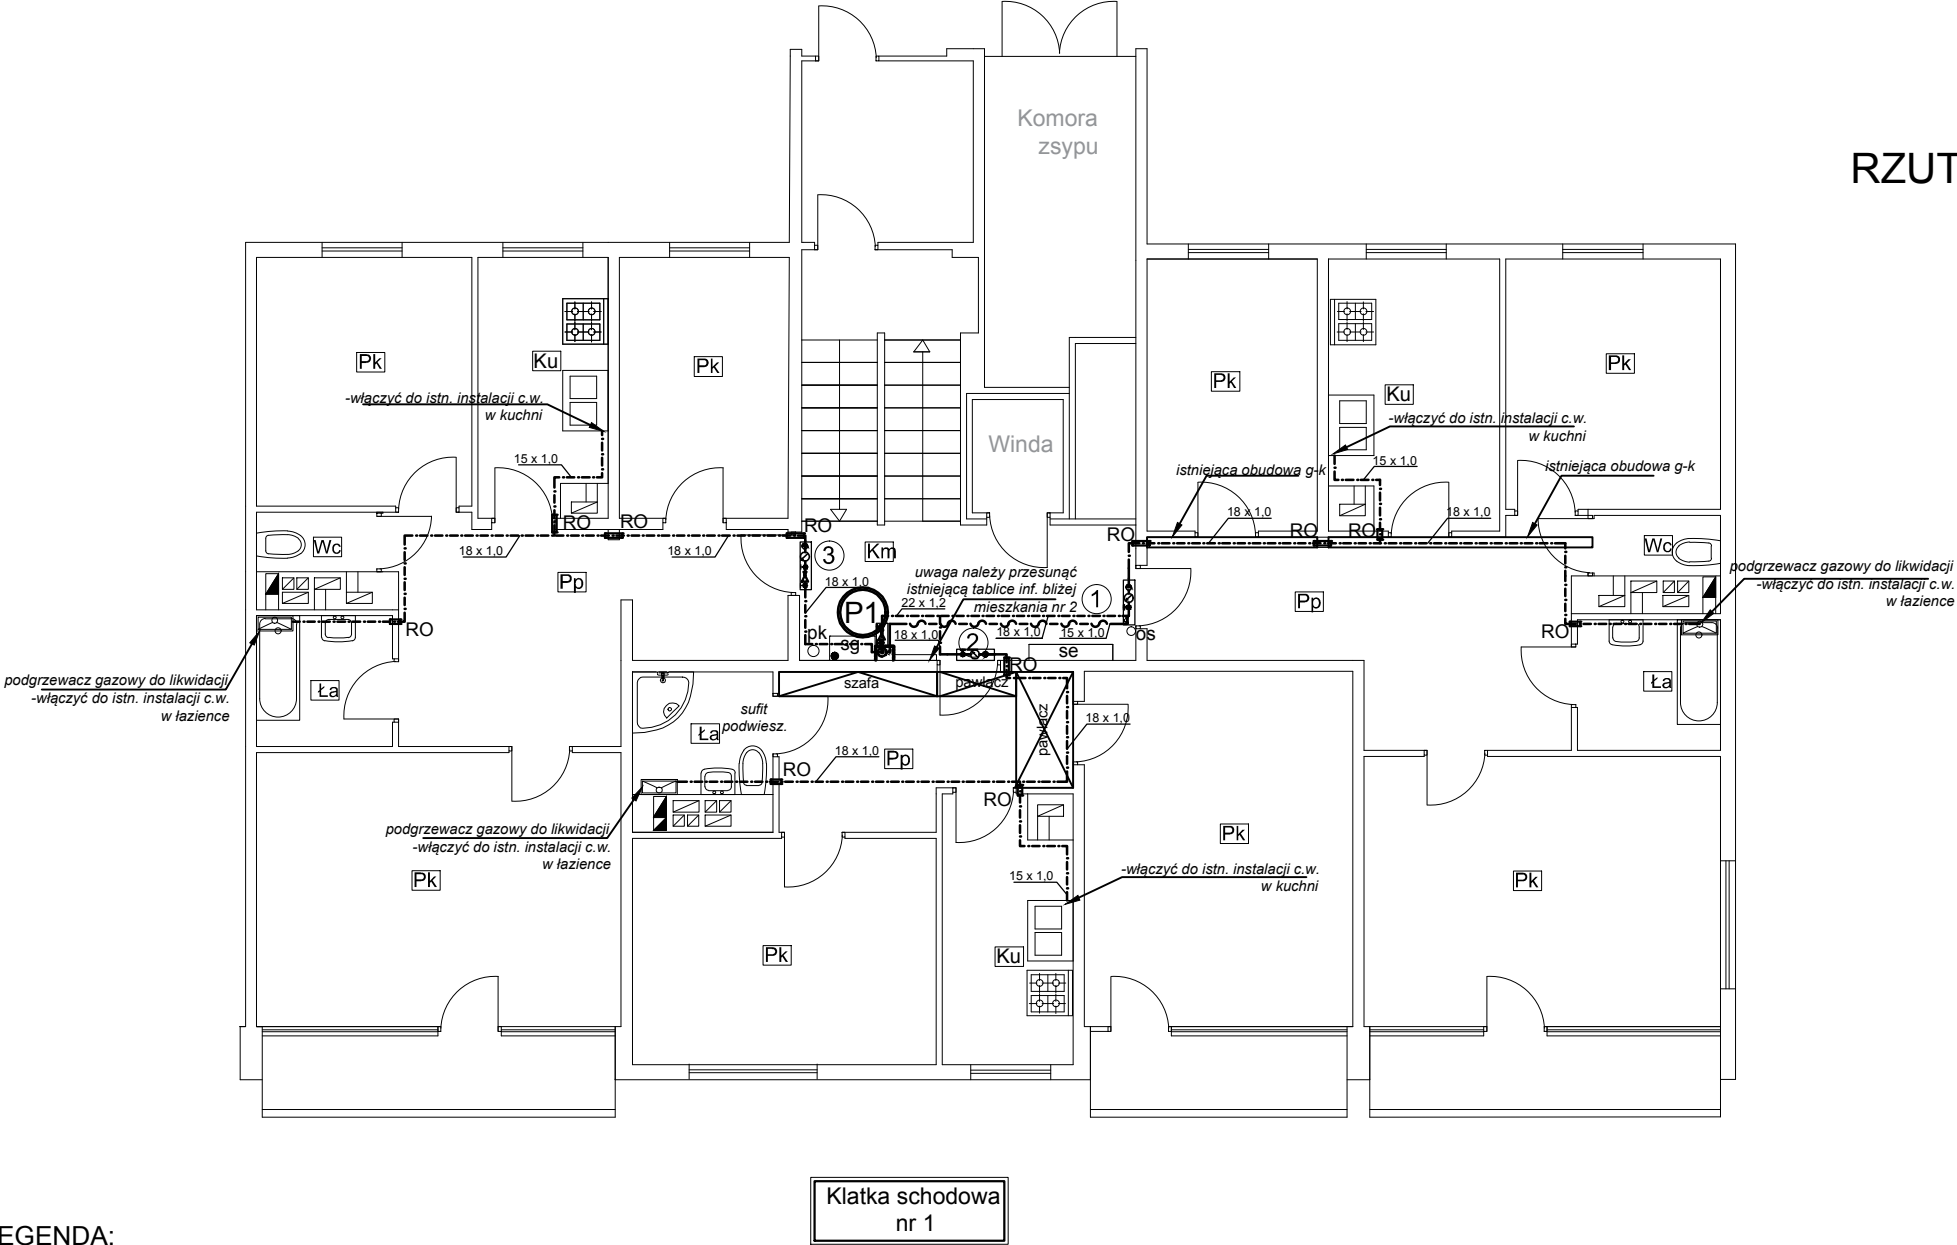 Komora
zsypu
RZUT
Pk
Ku
Pk
Pk
Ku
Pk
-włączyć do istn. instalacji c.w.
w kuchni
-włączyć do istn. instalacji c.w.
w kuchni
Winda
15 x 1,0
15 x 1,0
istniejąca obudowa g-k
istniejąca obudowa g-k
RO
RO
RO
18 x 1,0
RO
RO
18 x 1,0
RO
Wc
18 x 1,0
18 x 1,0
3
Km
Wc
Pp
18 x 1,0
uwaga należy przesunąć
istniejącą tablice inf. bliżej
mieszkania nr 2
22 x 1,2
P1
1
Pp
podgrzewacz gazowy do likwidacji
-włączyć do istn. instalacji c.w.
w łazience
RO
pk
sg
18 x 1,0
2
18 x 1,0
15 x 1,0
os
se
RO
RO
podgrzewacz gazowy do likwidacji
-włączyć do istn. instalacji c.w.
w łazience
Ła
szafa
pawlacz
pawlacz
Ła
sufit
podwiesz.
Ła
18 x 1,0
18 x 1,0
Pp
RO
RO
podgrzewacz gazowy do likwidacji
-włączyć do istn. instalacji c.w.
w łazience
Pk
Pk
15 x 1,0
-włączyć do istn. instalacji c.w.
w kuchni
Pk
Pk
Ku
Klatka schodowa
nr 1
EGENDA: